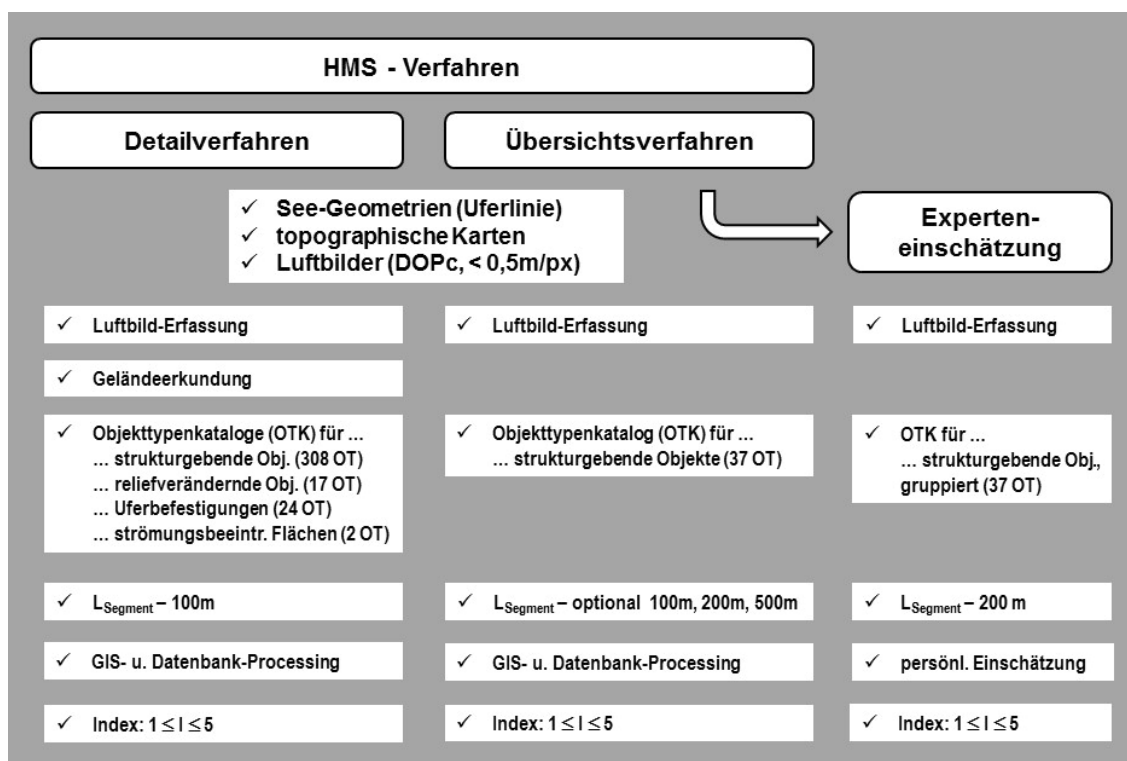 HMS - Verfahren
Detailverfahren
Übersichtsverfahren
✓ See-Geometrien (Uferlinie)
✓ topographische Karten
✓ Luftbilder (DOPc, < 0,5m/px)
Experten-
einschätzung
✓ Luftbild-Erfassung
✓ Luftbild-Erfassung
✓ Luftbild-Erfassung
✓ Geländeerkundung
✓ Objekttypenkataloge (OTK) für ...
... strukturgebende Obj. (308 OT)
... reliefverändernde Obj. (17 OT)
... Uferbefestigungen (24 OT)
... strömungsbeeintr. Flächen (2 OT)
✓ Objekttypenkatalog (OTK) für ...
... strukturgebende Objekte (37 OT)
✓ OTK für ...
... strukturgebende Obj.,
gruppiert (37 OT)
✓ LSegment – 100m
✓ LSegment – optional 100m, 200m, 500m
✓ LSegment – 200 m
✓ GIS- u. Datenbank-Processing
✓ GIS- u. Datenbank-Processing
✓ persönl. Einschätzung
✓ Index: 1 ≤ I ≤ 5
✓ Index: 1 ≤ I ≤ 5
✓ Index: 1 ≤ I ≤ 5